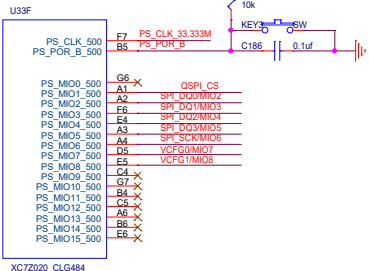 U33F
10k
PS_CLK_500 F7 PS_CLK_33.333M
KEY3 SW
PS_POR_B_500 B5 PS_POR_B
C186 0.1uf
PS_MIO0_500 G6
PS_MIO1_500 A1 QSPI_CS
PS_MIO2_500 A2 SPI_DQ0/MIO2
PS_MIO3_500 F6 SPI_DQ1/MIO3
PS_MIO4_500 E4 SPI_DQ2/MIO4
PS_MIO5_500 A3 SPI_DQ3/MIO5
PS_MIO6_500 A4 SPI_SCK/MIO6
PS_MIO7_500 D5 VCFG0/MIO7
PS_MIO8_500 E5 VCFG1/MIO8
PS_MIO9_500 C4
PS_MIO10_500 G7
PS_MIO11_500 B4
PS_MIO12_500 C5
PS_MIO13_500 A6
PS_MIO14_500 B6
PS_MIO15_500 E6
XC7Z020_CLG484